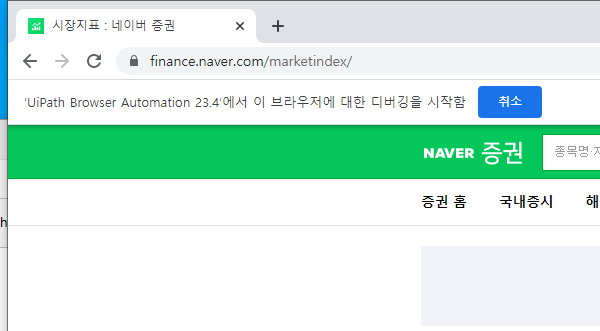 시장지표 : 네이버 증권
finance.naver.com/marketindex/
'UiPath Browser Automation 23.4'에서 이 브라우저에 대한 디버깅을 시작함 취소
NAVER 증권 종목명·지
증권 홈 국내증시 해
h